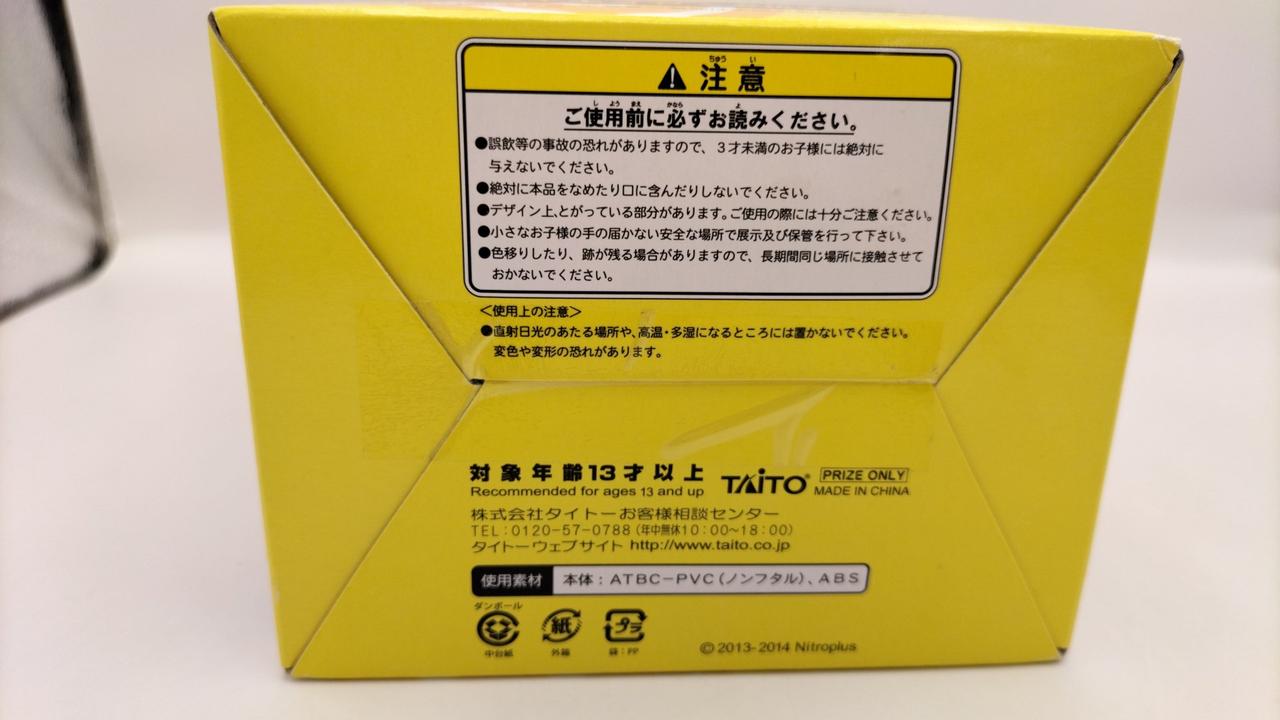 注意
ご使用前に必ずお読みください。
●誤飲等の事故の恐れがありますので、3才未満のお子様には絶対に
与えないでください。
●絶対に本品をなめたり口に含んだりしないでください。
●デザイン上、とがっている部分があります。ご使用の際には十分ご注意ください。
●小さなお子様の手の届かない安全な場所で展示及び保管を行って下さい。
●色移りしたり、跡が残る場合がありますので、長期間同じ場所に接触させて
おかないでください。
<使用上の注意>
●直射日光のあたる場所や、高温・多湿になるところには置かないでください。
変色や変形の恐れがあります。
対象年齢13才以上
Recommended for ages 13 and up
TAiTO® PRIZE ONLY
MADE IN CHINA
株式会社タイトーお客様相談センター
TEL:0120-57-0788(年中無休10:00~18:00)
タイトーウェブサイト http://www.taito.co.jp
使用素材 本体:ATBC-PVC(ノンフタル)、ABS
ダンボール
紙 プラ
中台紙 外箱 袋:PP
©2013-2014 Nitroplus